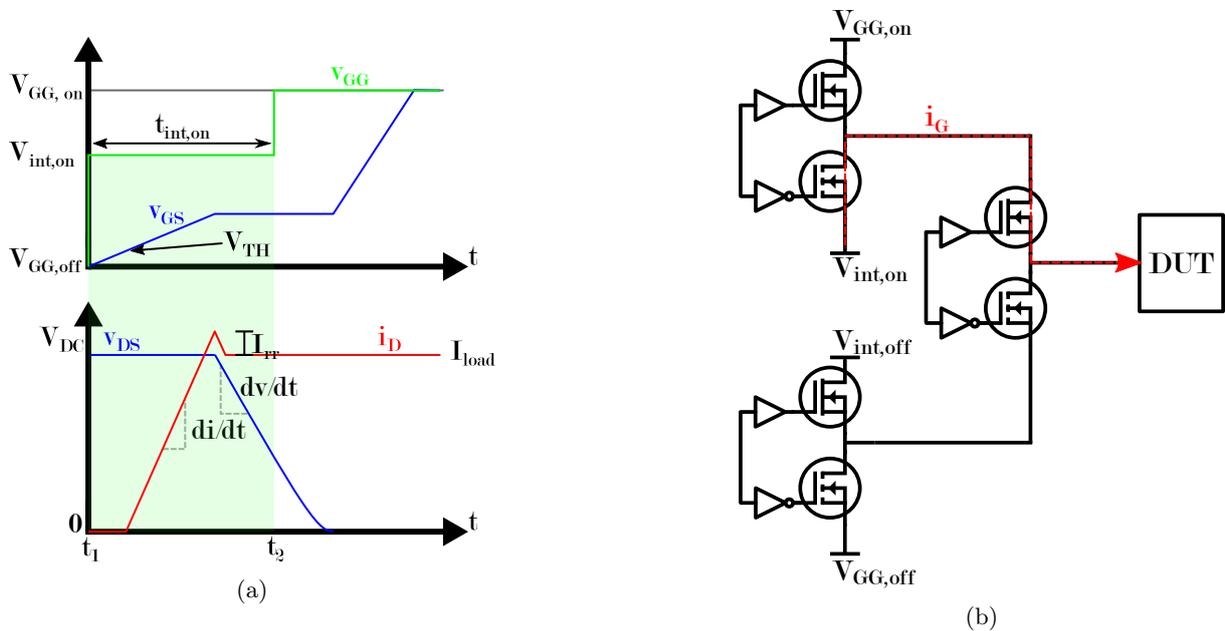 V_GG, on
v_GG
t_int,on
V_int,on
v_GS
V_TH
V_GG,off
t
V_DC
v_DS
I_rr
i_D
I_load
dv/dt
di/dt
0
t_1
t_2
t
(a)
V_GG,on
i_G
V_int,on
DUT
V_int,off
V_GG,off
(b)